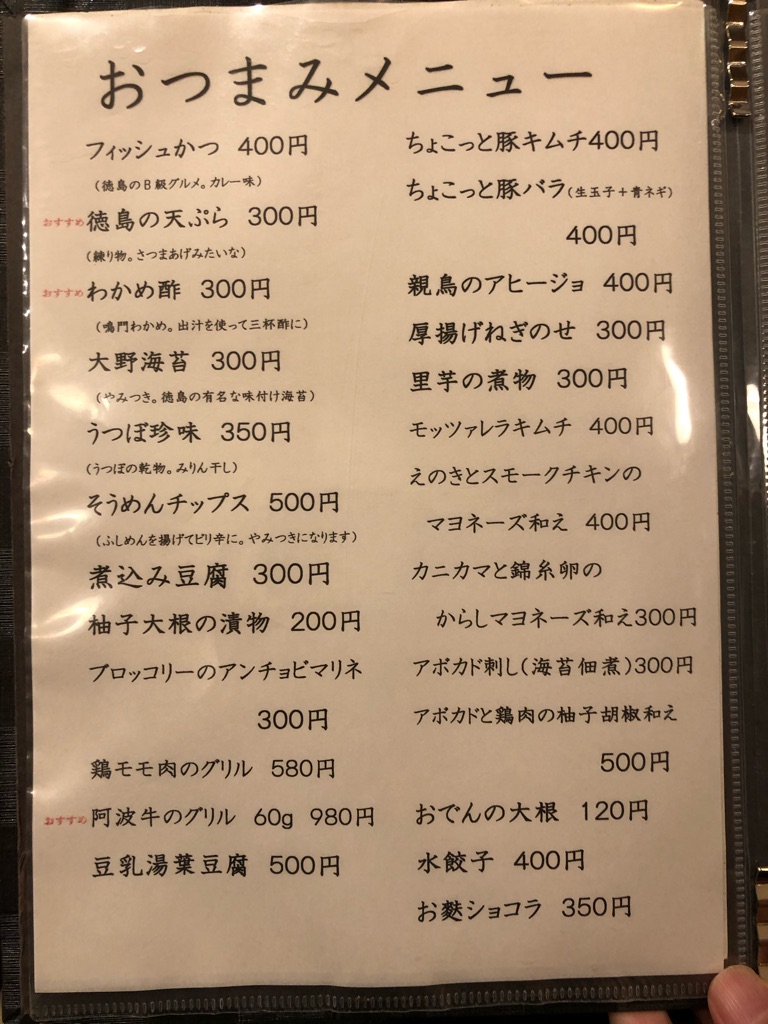 おつまみメニュー
フィッシュかつ 400円
(徳島のB級グルメ。カレー味)
おすすめ 徳島の天ぷら 300円
(練り物。さつまあげみたいな)
おすすめ わかめ酢 300円
(鳴門わかめ。出汁を使って三杯酢に)
大野海苔 300円
(やみつき。徳島の有名な味付け海苔)
うつぼ珍味 350円
(うつぼの乾物。みりん干し)
そうめんチップス 500円
(ふしめんを揚げてピリ辛に。やみつきになります)
煮込み豆腐 300円
柚子大根の漬物 200円
ブロッコリーのアンチョビマリネ
300円
鶏モモ肉のグリル 580円
おすすめ 阿波牛のグリル 60g 980円
豆乳湯葉豆腐 500円
ちょこっと豚キムチ400円
ちょこっと豚バラ(生玉子+青ネギ)
400円
親鳥のアヒージョ 400円
厚揚げねぎのせ 300円
里芋の煮物 300円
モッツァレラキムチ 400円
えのきとスモークチキンの
マヨネーズ和え 400円
カニカマと錦糸卵の
からしマヨネーズ和え300円
アボカド刺し(海苔佃煮)300円
アボカドと鶏肉の柚子胡椒和え
500円
おでんの大根 120円
水餃子 400円
お麩ショコラ 350円